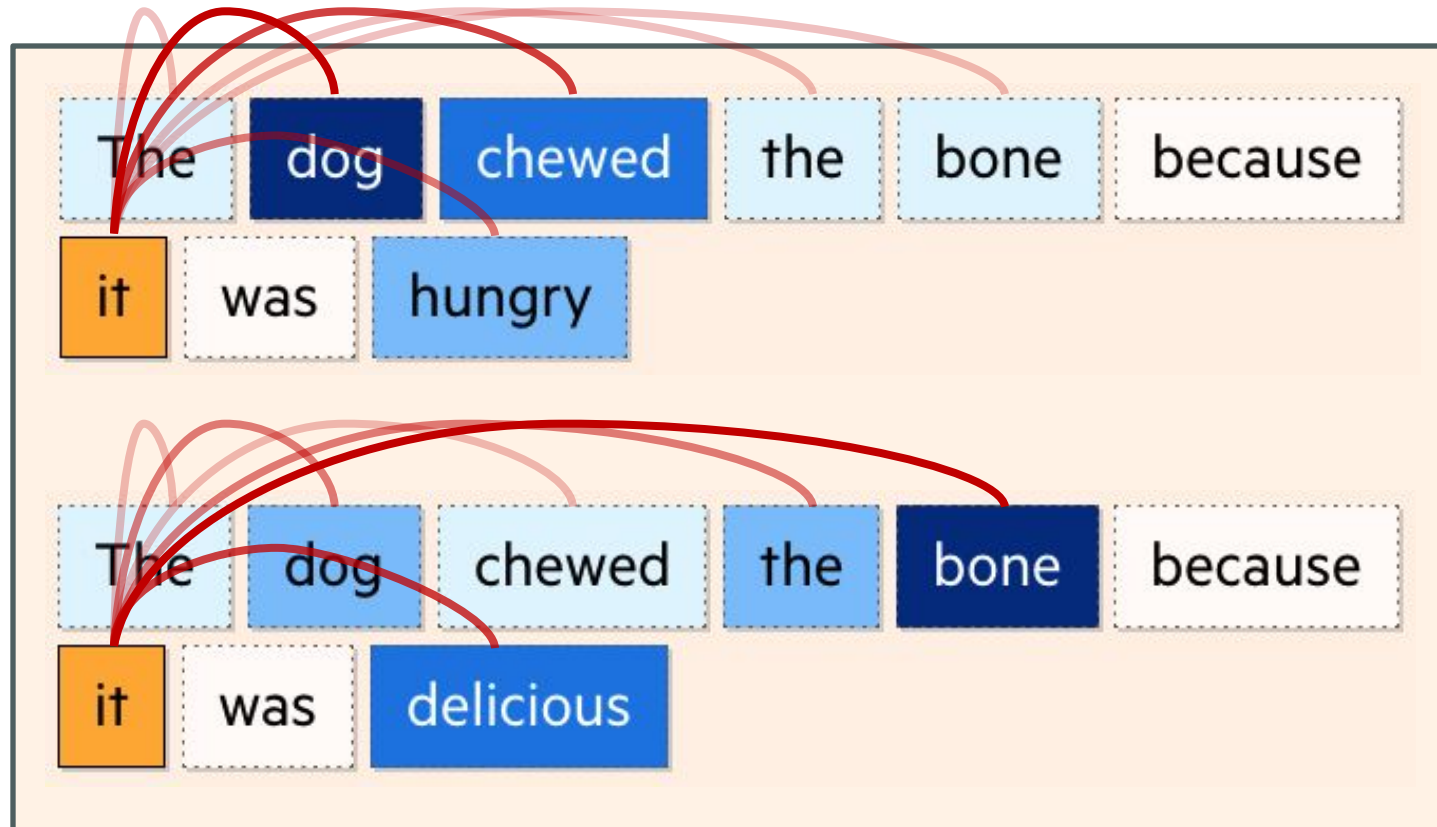 The dog chewed the bone because
it was hungry
The dog chewed the bone because
it was delicious